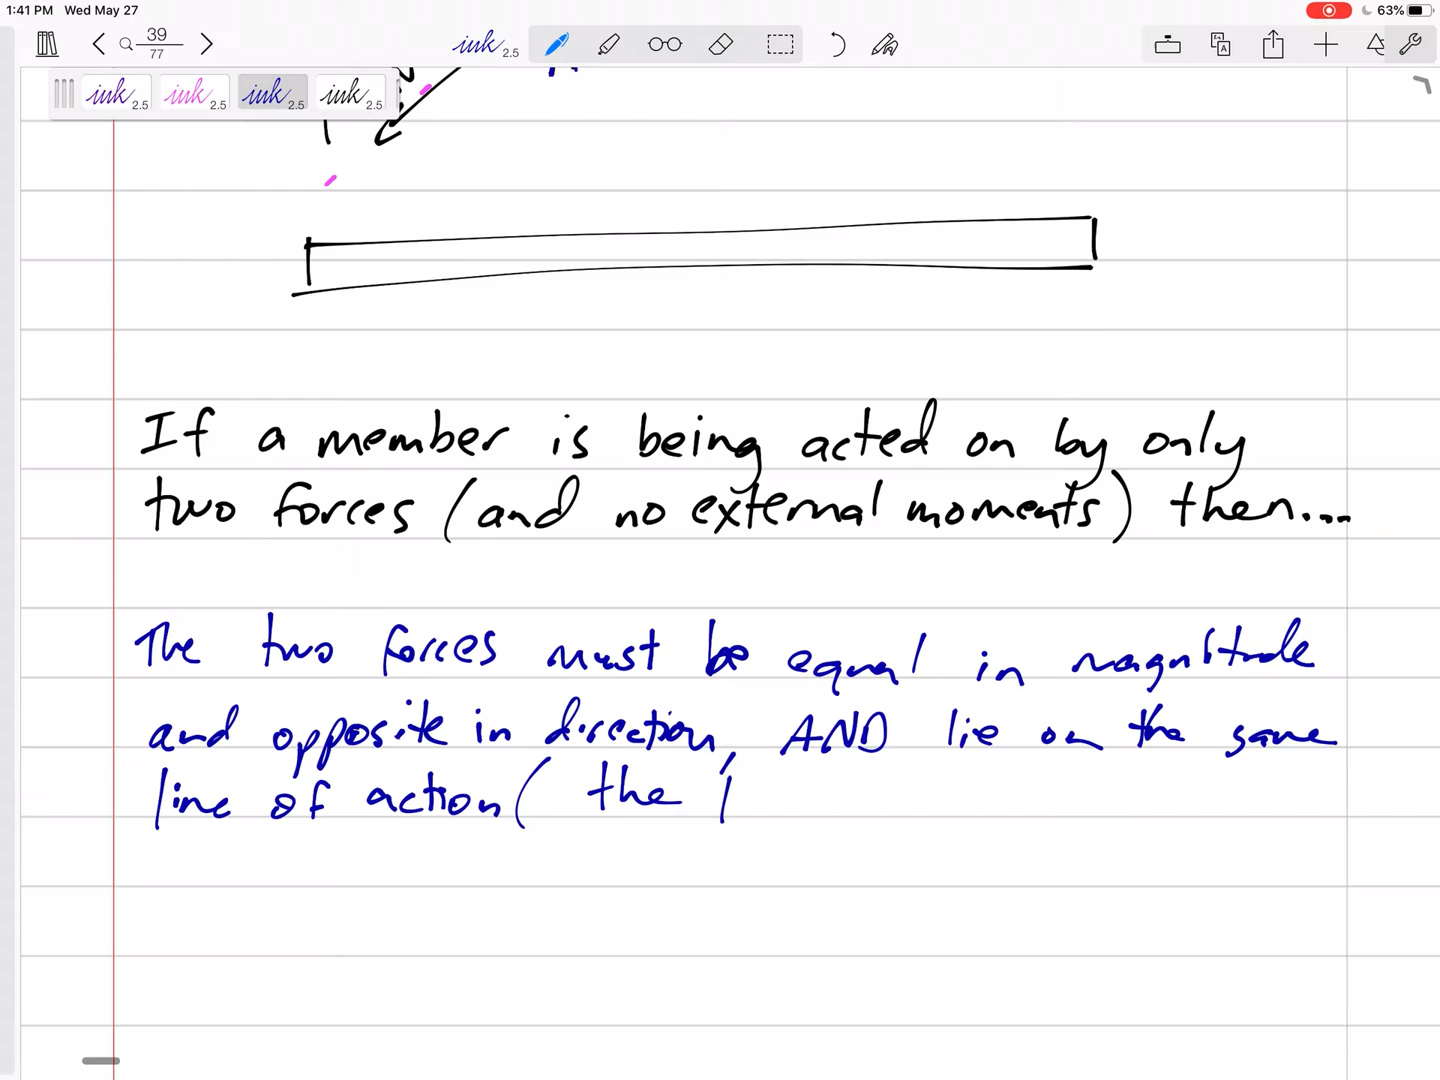 1:41 PM Wed May 27
63%
39
77
ink 2.5
ink 2.5
ink 2.5
ink 2.5
ink 2.5
If a member is being acted on by only
two forces (and no external moments) then....
The two forces must be equal in magnitude
and opposite in direction, AND lie on the same
line of action ( the l